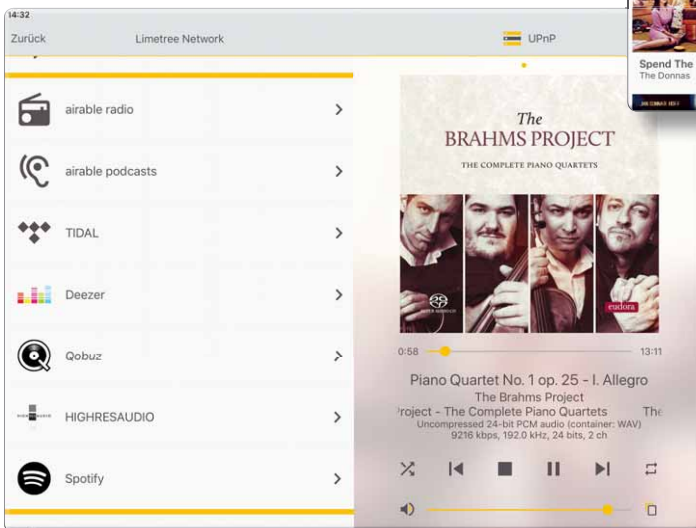 14:32
Zurück
Limetree Network
UPnP
Spend The
The Donnas
airable radio
airable podcasts
TIDAL
Deezer
Qobuz
HIGHRESAUDIO
Spotify
The
BRAHMS PROJECT
THE COMPLETE PIANO QUARTETS
eudora
0:58
13:11
Piano Quartet No. 1 op. 25 - I. Allegro
The Brahms Project
roject - The Complete Piano Quartets The
Uncompressed 24-bit PCM audio (container: WAV)
9216 kbps, 192.0 kHz, 24 bits, 2 ch